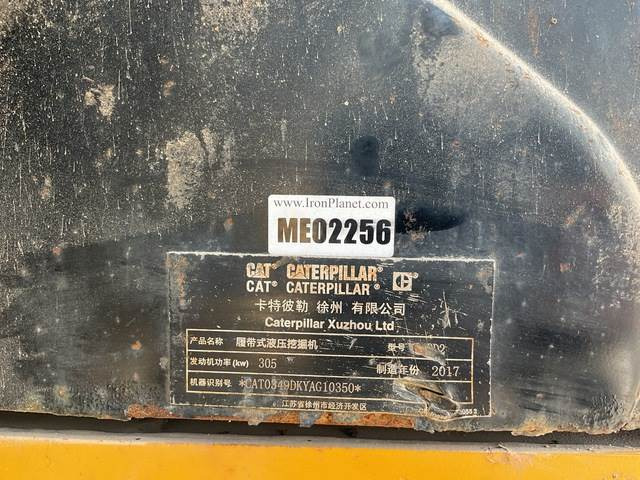 www.IronPlanet.com
ME02256
CAT® CATERPILLAR®
CAT® CATERPILLAR®
卡特彼勒 徐州 有限公司
Caterpillar Xuzhou Ltd
产品名称 履带式液压挖掘机 型号
发动机功率(kw) 305 制造年份 2017
机器识别号 *CAT0349DKYAG10350*
江苏省徐州市经济开发区